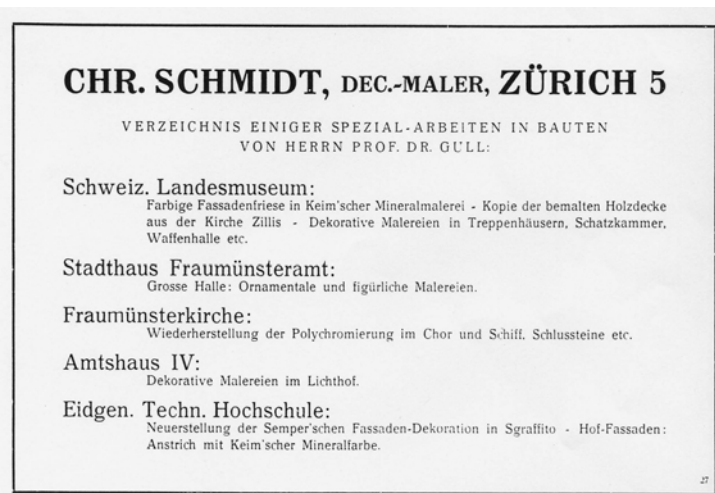 CHR. SCHMIDT, DEC.-MALER, ZÜRICH 5
VERZEICHNIS EINIGER SPEZIAL-ARBEITEN IN BAUTEN
VON HERRN PROF. DR. GULL:
Schweiz. Landesmuseum:
Farbige Fassadenfriese in Keim'scher Mineralmalerei - Kopie der bemalten Holzdecke
aus der Kirche Zillis - Dekorative Malereien in Treppenhäusern, Schatzkammer,
Waffenhalle etc.
Stadthaus Fraumünsteramt:
Grosse Halle: Ornamentale und figürliche Malereien.
Fraumünsterkirche:
Wiederherstellung der Polychromierung im Chor und Schiff, Schlussteine etc.
Amtshaus IV:
Dekorative Malereien im Lichthof.
Eidgen. Techn. Hochschule:
Neuerstellung der Semper'schen Fassaden-Dekoration in Sgraffito - Hof-Fassaden:
Anstrich mit Keim'scher Mineralfarbe.
27